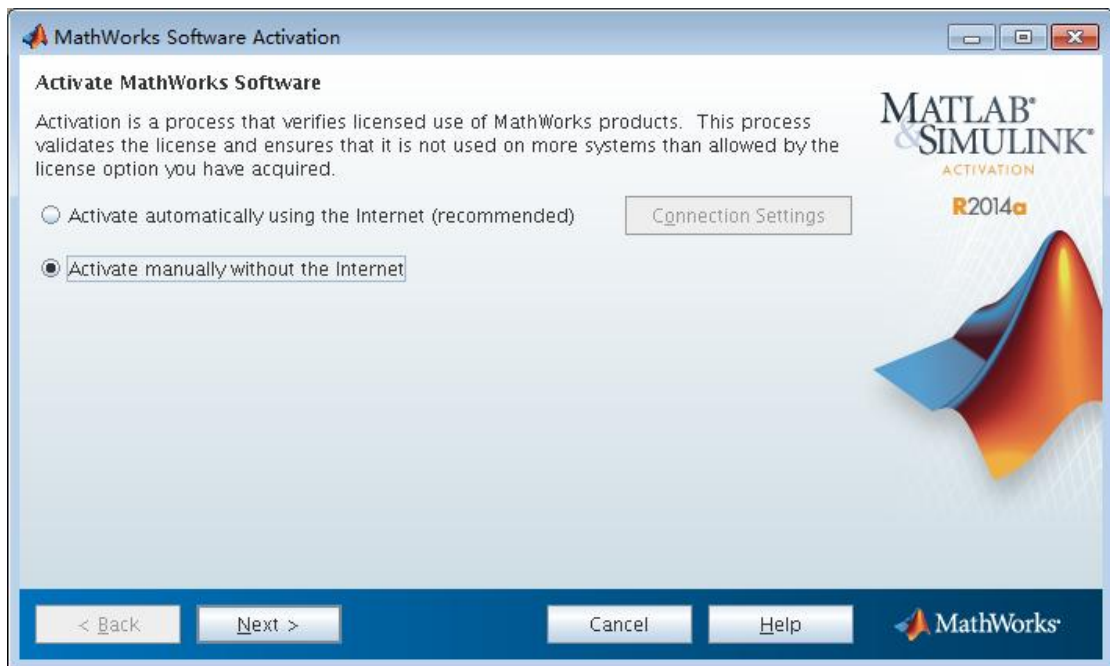 MathWorks Software Activation
Activate MathWorks Software
Activation is a process that verifies licensed use of MathWorks products. This process
validates the license and ensures that it is not used on more systems than allowed by the
license option you have acquired.
Activate automatically using the Internet (recommended)
Connection Settings
Activate manually without the Internet
MATLAB®
&SIMULINK®
ACTIVATION
R2014a
< Back
Next >
Cancel
Help
MathWorks®